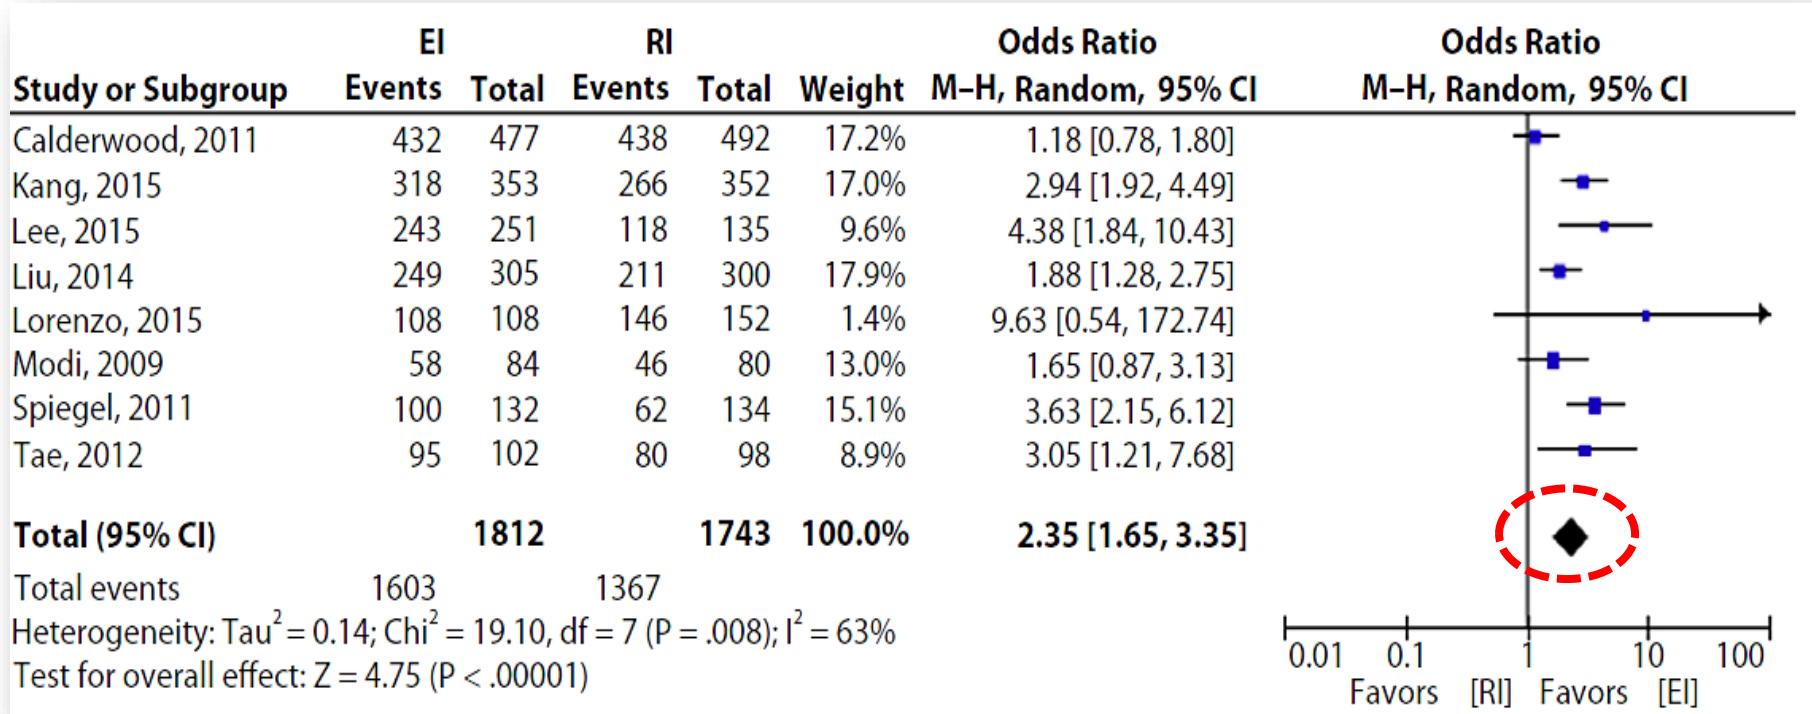 EI RI Odds Ratio Odds Ratio
Study or Subgroup Events Total Events Total Weight M–H, Random, 95% CI M–H, Random, 95% CI
Calderwood, 2011 432 477 438 492 17.2% 1.18 [0.78, 1.80]
Kang, 2015 318 353 266 352 17.0% 2.94 [1.92, 4.49]
Lee, 2015 243 251 118 135 9.6% 4.38 [1.84, 10.43]
Liu, 2014 249 305 211 300 17.9% 1.88 [1.28, 2.75]
Lorenzo, 2015 108 108 146 152 1.4% 9.63 [0.54, 172.74]
Modi, 2009 58 84 46 80 13.0% 1.65 [0.87, 3.13]
Spiegel, 2011 100 132 62 134 15.1% 3.63 [2.15, 6.12]
Tae, 2012 95 102 80 98 8.9% 3.05 [1.21, 7.68]
Total (95% CI) 1812 1743 100.0% 2.35 [1.65, 3.35]
Total events 1603 1367
Heterogeneity: Tau² = 0.14; Chi² = 19.10, df = 7 (P = .008); I² = 63%
Test for overall effect: Z = 4.75 (P < .00001)
0.01 0.1 1 10 100
Favors [RI] Favors [EI]